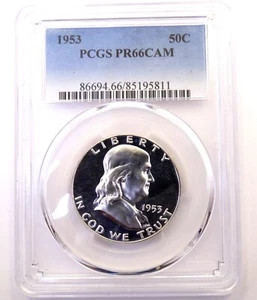 1953 50C
PCGS PR66CAM
86694.66/85195811
LIBERTY
1953
IN GOD WE TRUST